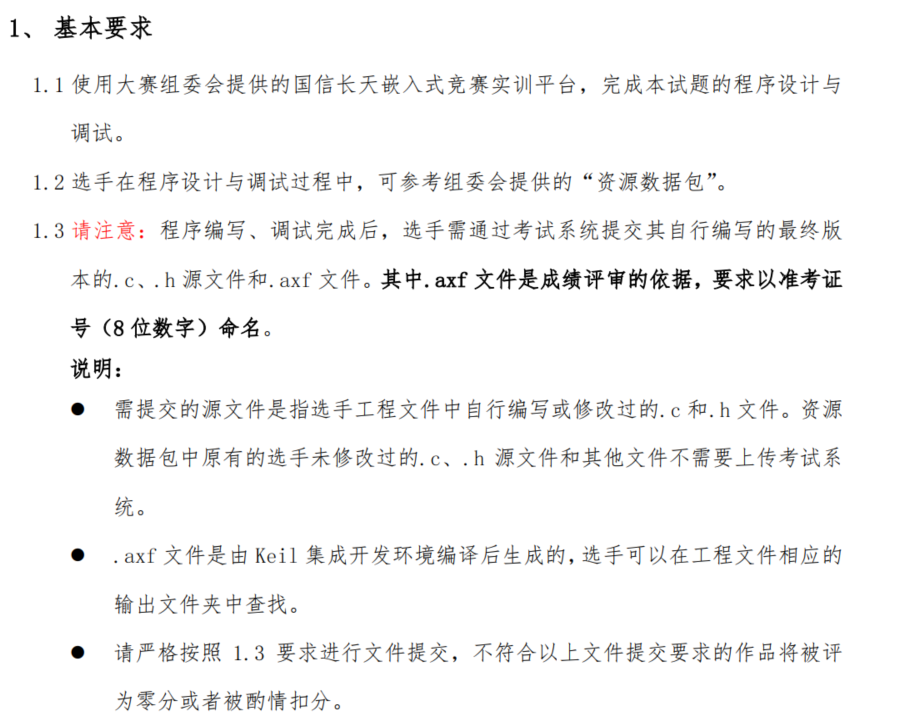 1、 基本要求
1.1 使用大赛组委会提供的国信长天嵌入式竞赛实训平台，完成本试题的程序设计与
调试。
1.2 选手在程序设计与调试过程中，可参考组委会提供的“资源数据包”。
1.3 请注意：程序编写、调试完成后，选手需通过考试系统提交其自行编写的最终版
本的.c、.h 源文件和.axf 文件。其中.axf 文件是成绩评审的依据，要求以准考证
号（8 位数字）命名。
说明：
● 需提交的源文件是指选手工程文件中自行编写或修改过的.c 和.h 文件。资源
数据包中原有的选手未修改过的.c、.h 源文件和其他文件不需要上传考试系
统。
● .axf 文件是由 Keil 集成开发环境编译后生成的,选手可以在工程文件相应的
输出文件夹中查找。
● 请严格按照 1.3 要求进行文件提交，不符合以上文件提交要求的作品将被评
为零分或者被酌情扣分。